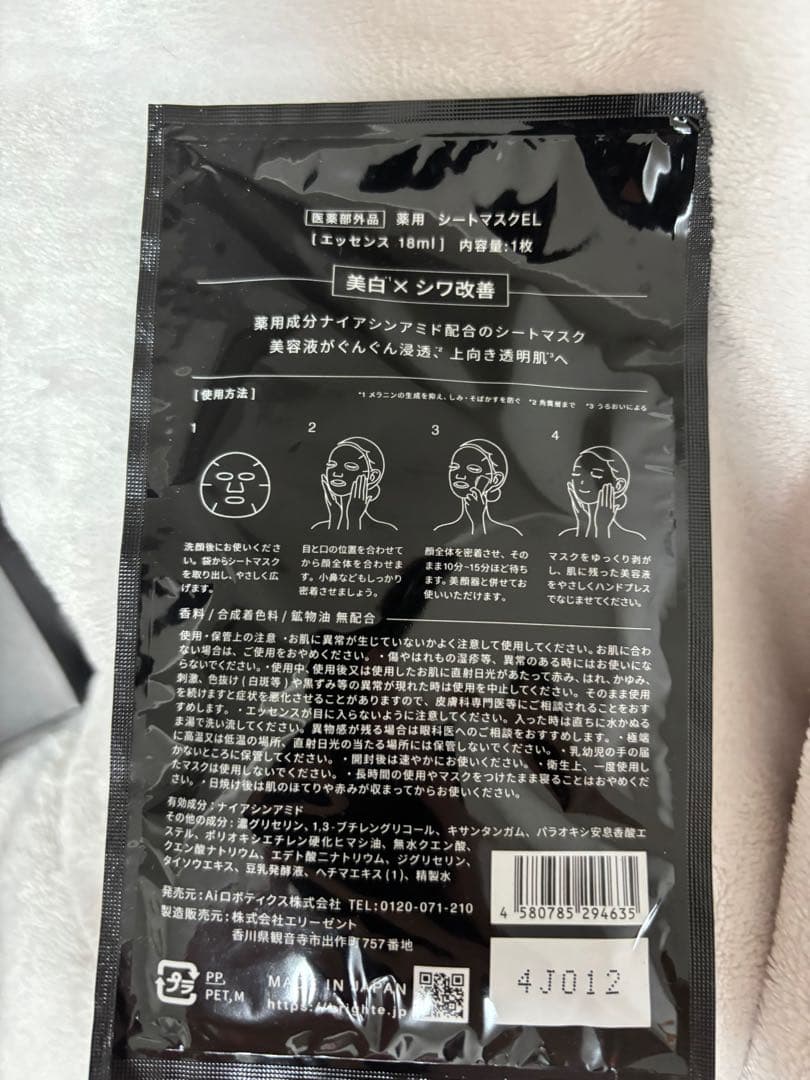 医薬部外品 薬用 シートマスクEL
[エッセンス 18ml] 内容量:1枚
美白*1 × シワ改善
薬用成分ナイアシンアミド配合のシートマスク
美容液がぐんぐん浸透*2、上向き透明肌*3へ
[使用方法]
*1 メラニンの生成を抑え、しみ・そばかすを防ぐ *2 角質層まで *3 うるおいによる
1
洗顔後にお使いくださ
い。袋からシートマスク
を取り出し、やさしく広
げます。
2
目と口の位置を合わせて
から顔全体を合わせま
す。小鼻などもしっかり
密着させましょう。
3
顔全体を密着させ、その
まま10分~15分ほど待ち
ます。美顔器と併せてお
使いいただけます。
4
マスクをゆっくり剥が
し、肌に残った美容液
をやさしくハンドプレス
でなじませてください。
香料/合成着色料/鉱物油 無配合
使用・保管上の注意 ・お肌に異常が生じていないかよく注意して使用してください。お肌に合わ
ない場合は、ご使用をおやめください。・傷やはれもの湿疹等、異常のある時にはお使いにな
らないでください。・使用中、使用後又は使用したお肌に直射日光があたって赤み、はれ、かゆみ、
刺激、色抜け(白斑等)や黒ずみ等の異常が現れた時は使用を中止してください。そのまま使用
を続けますと症状を悪化させることがありますので、皮膚科専門医等にご相談されることをおす
すめします。・エッセンスが目に入らないように注意してください。入った時は直ちに水かぬる
ま湯で洗い流してください。異物感が残る場合は眼科医へのご相談をおすすめします。・極端
に高温又は低温の場所、直射日光の当たる場所には保管しないでください。・乳幼児の手の届
かないところに保管してください。・開封後は速やかにお使いください。・衛生上、一度使用し
たマスクは使用しないでください。・長時間の使用やマスクをつけたまま寝ることはおやめくだ
さい。・日焼け後は肌のほてりや赤みが収まってからお使いください。
有効成分:ナイアシンアミド
その他の成分:濃グリセリン、1,3-ブチレングリコール、キサンタンガム、パラオキシ安息香酸エ
ステル、ポリオキシエチレン硬化ヒマシ油、無水クエン酸、
クエン酸ナトリウム、エデト酸二ナトリウム、ジグリセリン、
タイソウエキス、豆乳発酵液、ヘチマエキス(1)、精製水
発売元:Aiロボティクス株式会社 TEL:0120-071-210
製造販売元:株式会社エリーゼント
香川県観音寺市出作町757番地
4 580785 294635
プラ
PP,
PET,M
MADE IN JAPAN
https://brighte.jp
4J012